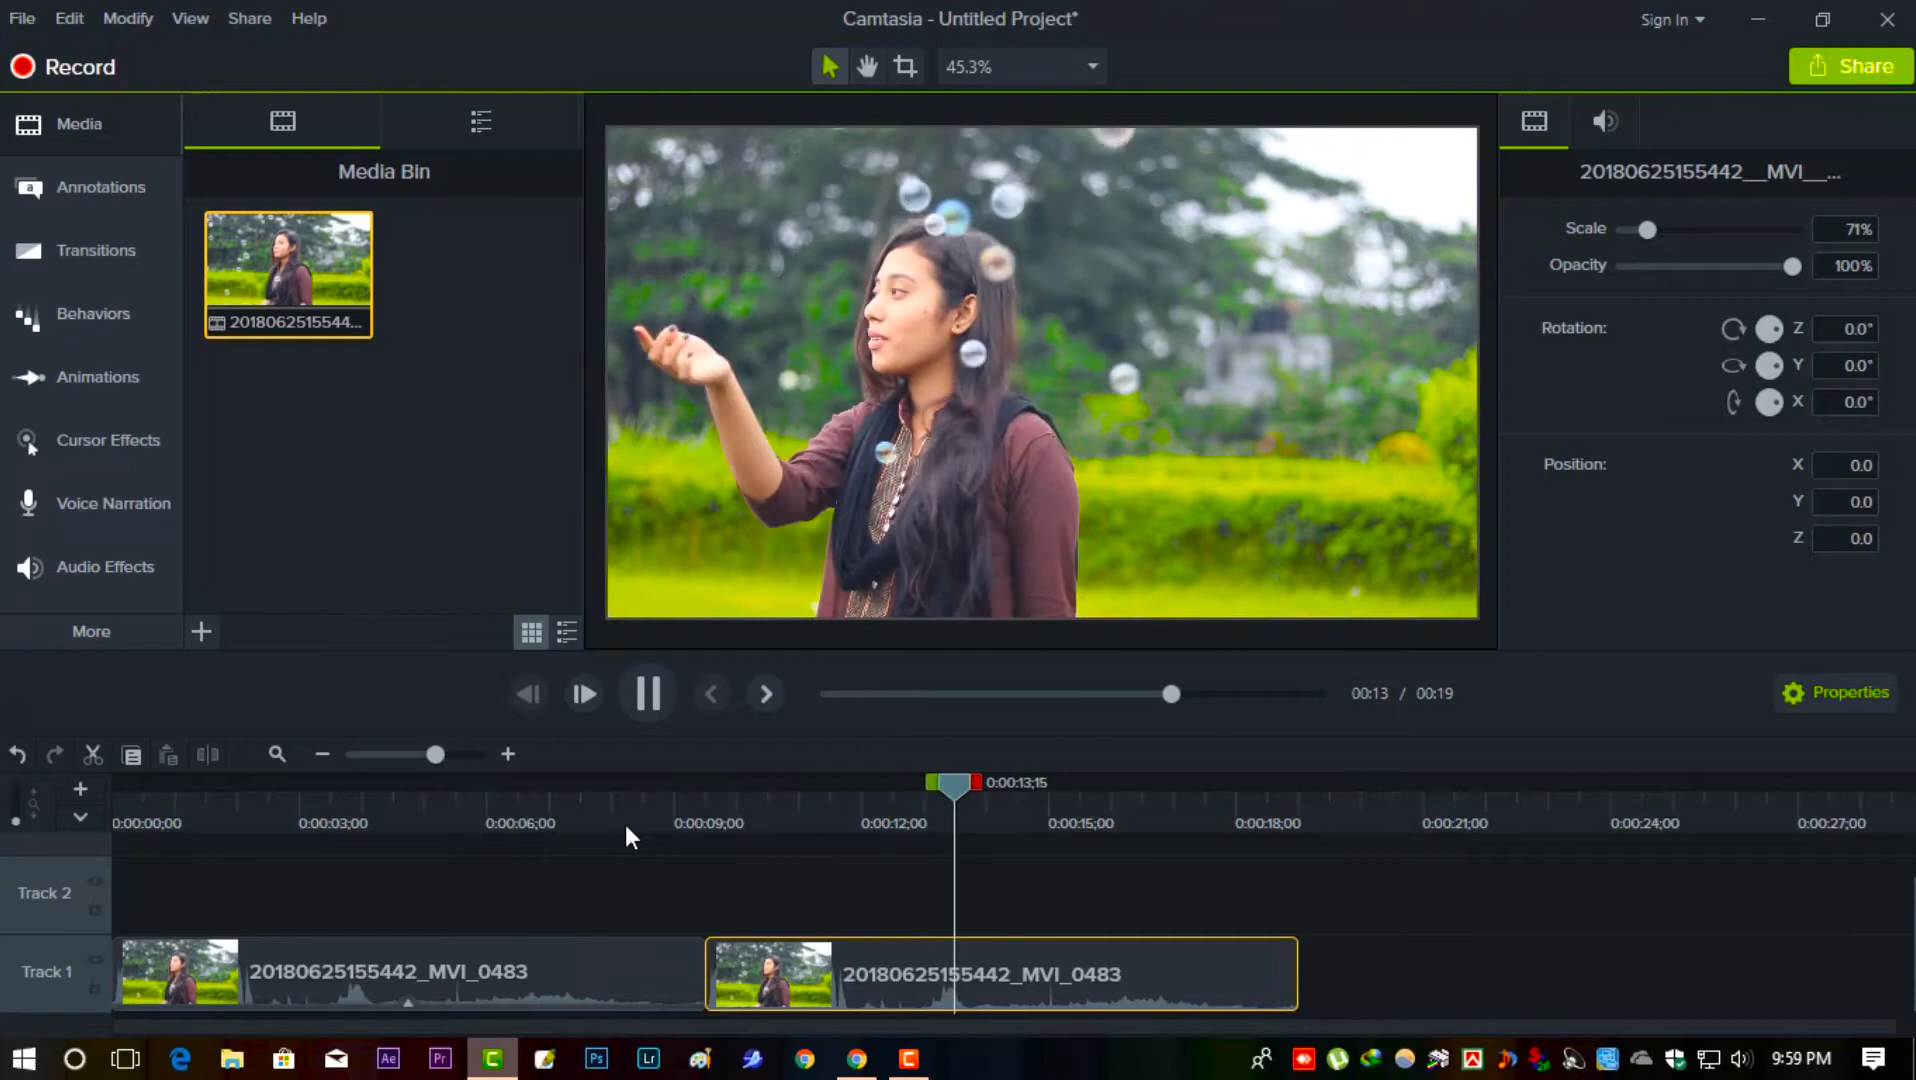 File Edit Modify View Share Help
Camtasia - Untitled Project*
Sign In
Record
45.3%
Share
Media
Annotations
Transitions
Behaviors
Animations
Cursor Effects
Voice Narration
Audio Effects
More
Media Bin
2018062515544...
20180625155442__MVI__...
Scale 71%
Opacity 100%
Rotation: Z 0.0°
Y 0.0°
X 0.0°
Position: X 0.0
Y 0.0
Z 0.0
00:13 / 00:19
Properties
0:00:13;15
0:00:00;00 0:00:03;00 0:00:06;00 0:00:09;00 0:00:12;00 0:00:15;00 0:00:18;00 0:00:21;00 0:00:24;00 0:00:27;00
Track 2
Track 1
20180625155442_MVI_0483
20180625155442_MVI_0483
Ae Pr Ps Lr
9:59 PM